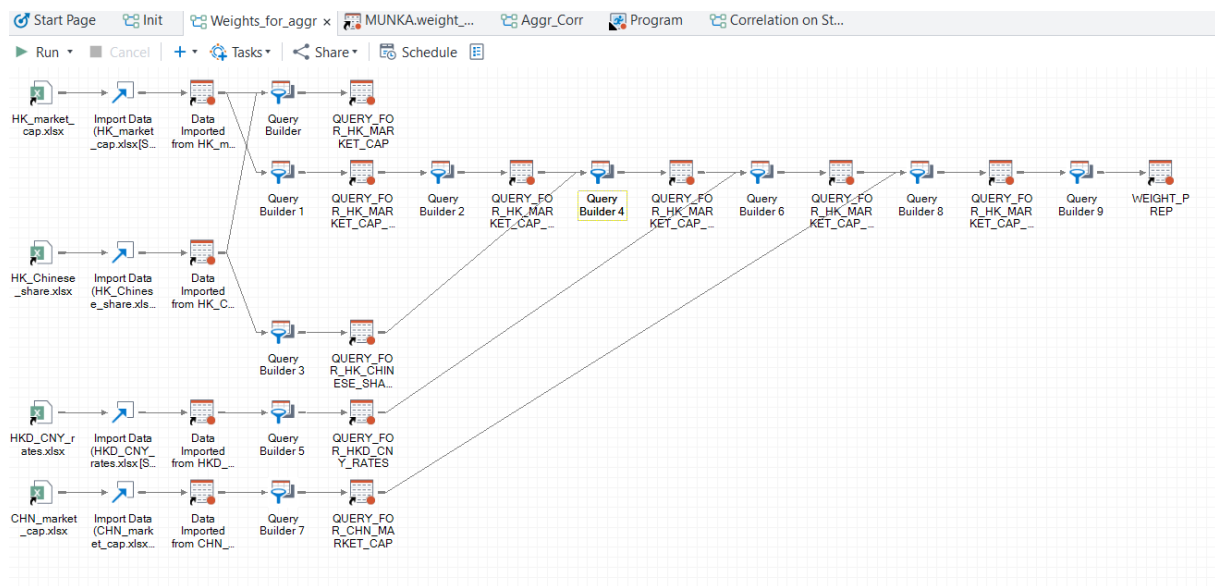 Start Page Init Weights_for_aggr x MUNKA.weight_... Aggr_Corr Program Correlation on St...
Run Cancel Tasks Share Schedule
HK_market_
cap.xlsx
Import Data
(HK_market
_cap.xlsx[S...
Data
Imported
from HK_m...
Query
Builder
QUERY_FO
R_HK_MAR
KET_CAP
Query
Builder 1
QUERY_FO
R_HK_MAR
KET_CAP_...
Query
Builder 2
QUERY_FO
R_HK_MAR
KET_CAP_...
Query
Builder 4
QUERY_FO
R_HK_MAR
KET_CAP_...
Query
Builder 6
QUERY_FO
R_HK_MAR
KET_CAP_...
Query
Builder 8
QUERY_FO
R_HK_MAR
KET_CAP_...
Query
Builder 9
WEIGHT_P
REP
HK_Chinese
_share.xlsx
Import Data
(HK_Chines
e_share.xls...
Data
Imported
from HK_C...
Query
Builder 3
QUERY_FO
R_HK_CHIN
ESE_SHA...
HKD_CNY_r
ates.xlsx
Import Data
(HKD_CNY_
rates.xlsx[S...
Data
Imported
from HKD_...
Query
Builder 5
QUERY_FO
R_HKD_CN
Y_RATES
CHN_market
_cap.xlsx
Import Data
(CHN_mark
et_cap.xlsx...
Data
Imported
from CHN_...
Query
Builder 7
QUERY_FO
R_CHN_MA
RKET_CAP